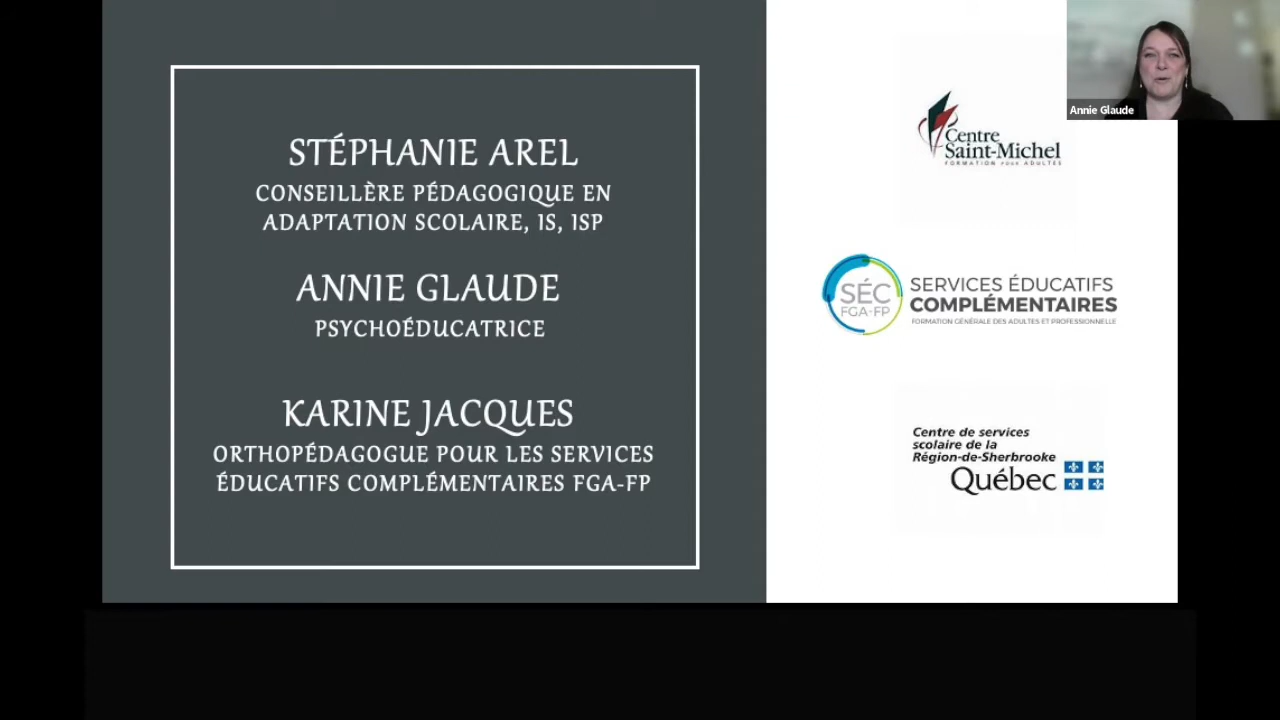 STÉPHANIE AREL
CONSEILLÈRE PÉDAGOGIQUE EN
ADAPTATION SCOLAIRE, IS, ISP
ANNIE GLAUDE
PSYCHOÉDUCATRICE
KARINE JACQUES
ORTHOPÉDAGOGUE POUR LES SERVICES
ÉDUCATIFS COMPLÉMENTAIRES FGA-FP
Annie Glaude
Centre
Saint-Michel
FORMATION POUR ADULTES
SÉC
FGA-FP
SERVICES ÉDUCATIFS
COMPLÉMENTAIRES
FORMATION GÉNÉRALE DES ADULTES ET PROFESSIONNELLE
Centre de services
scolaire de la
Région-de-Sherbrooke
Québec